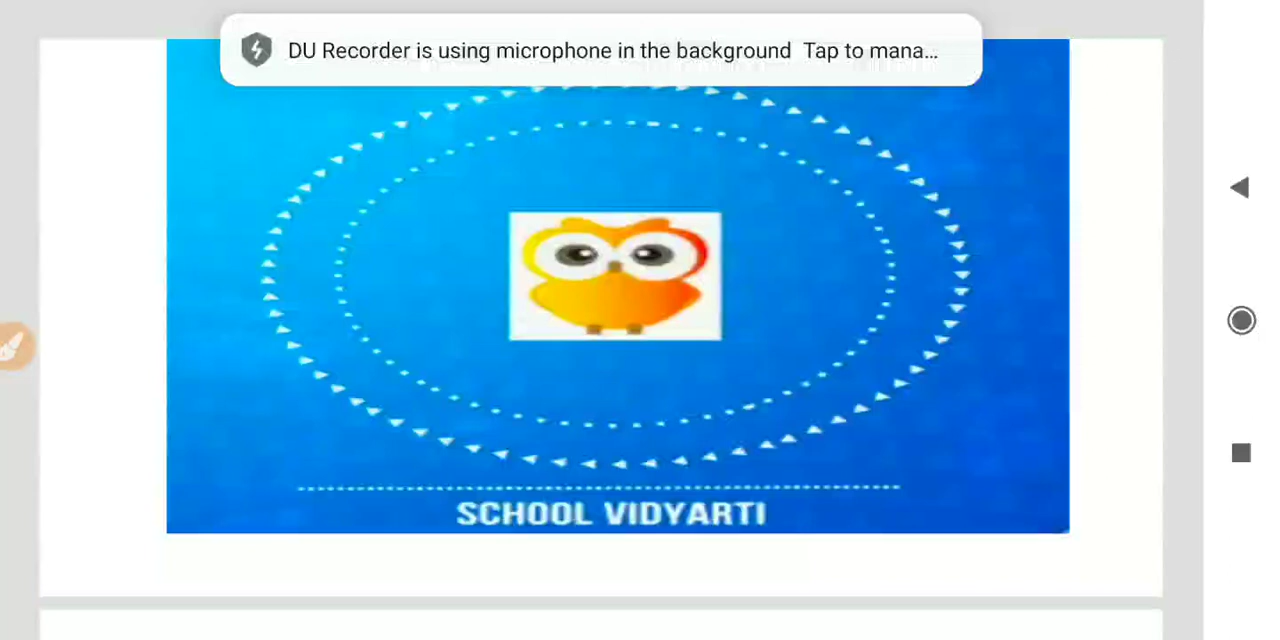 DU Recorder is using microphone in the background Tap to mana...
SCHOOL VIDYARTI